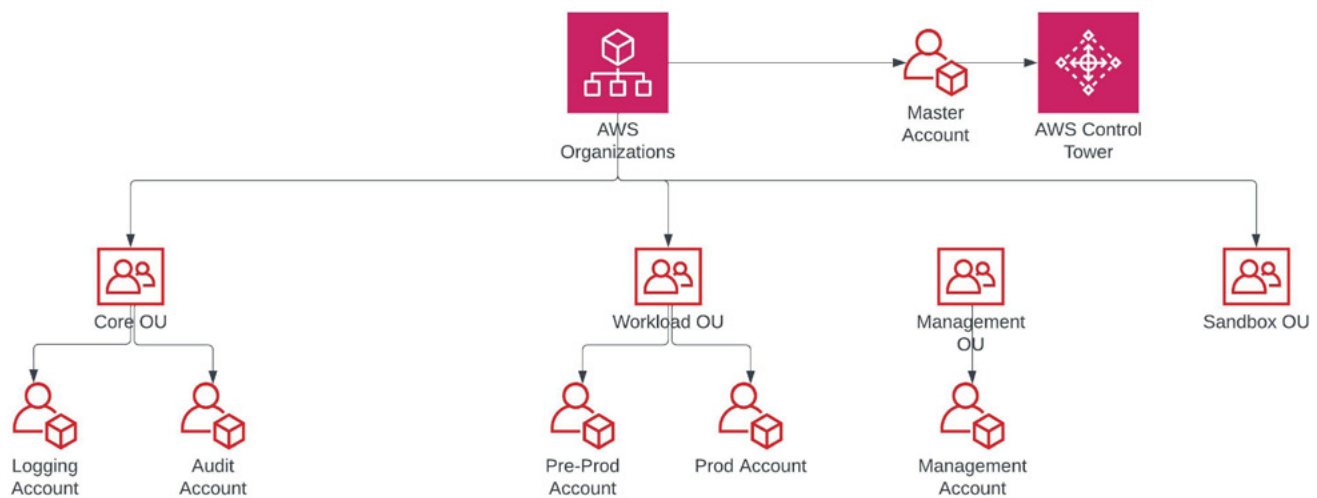 AWS
Organizations
Master
Account
AWS Control
Tower
Core OU
Workload OU
Management
OU
Sandbox OU
Logging
Account
Audit
Account
Pre-Prod
Account
Prod Account
Management
Account